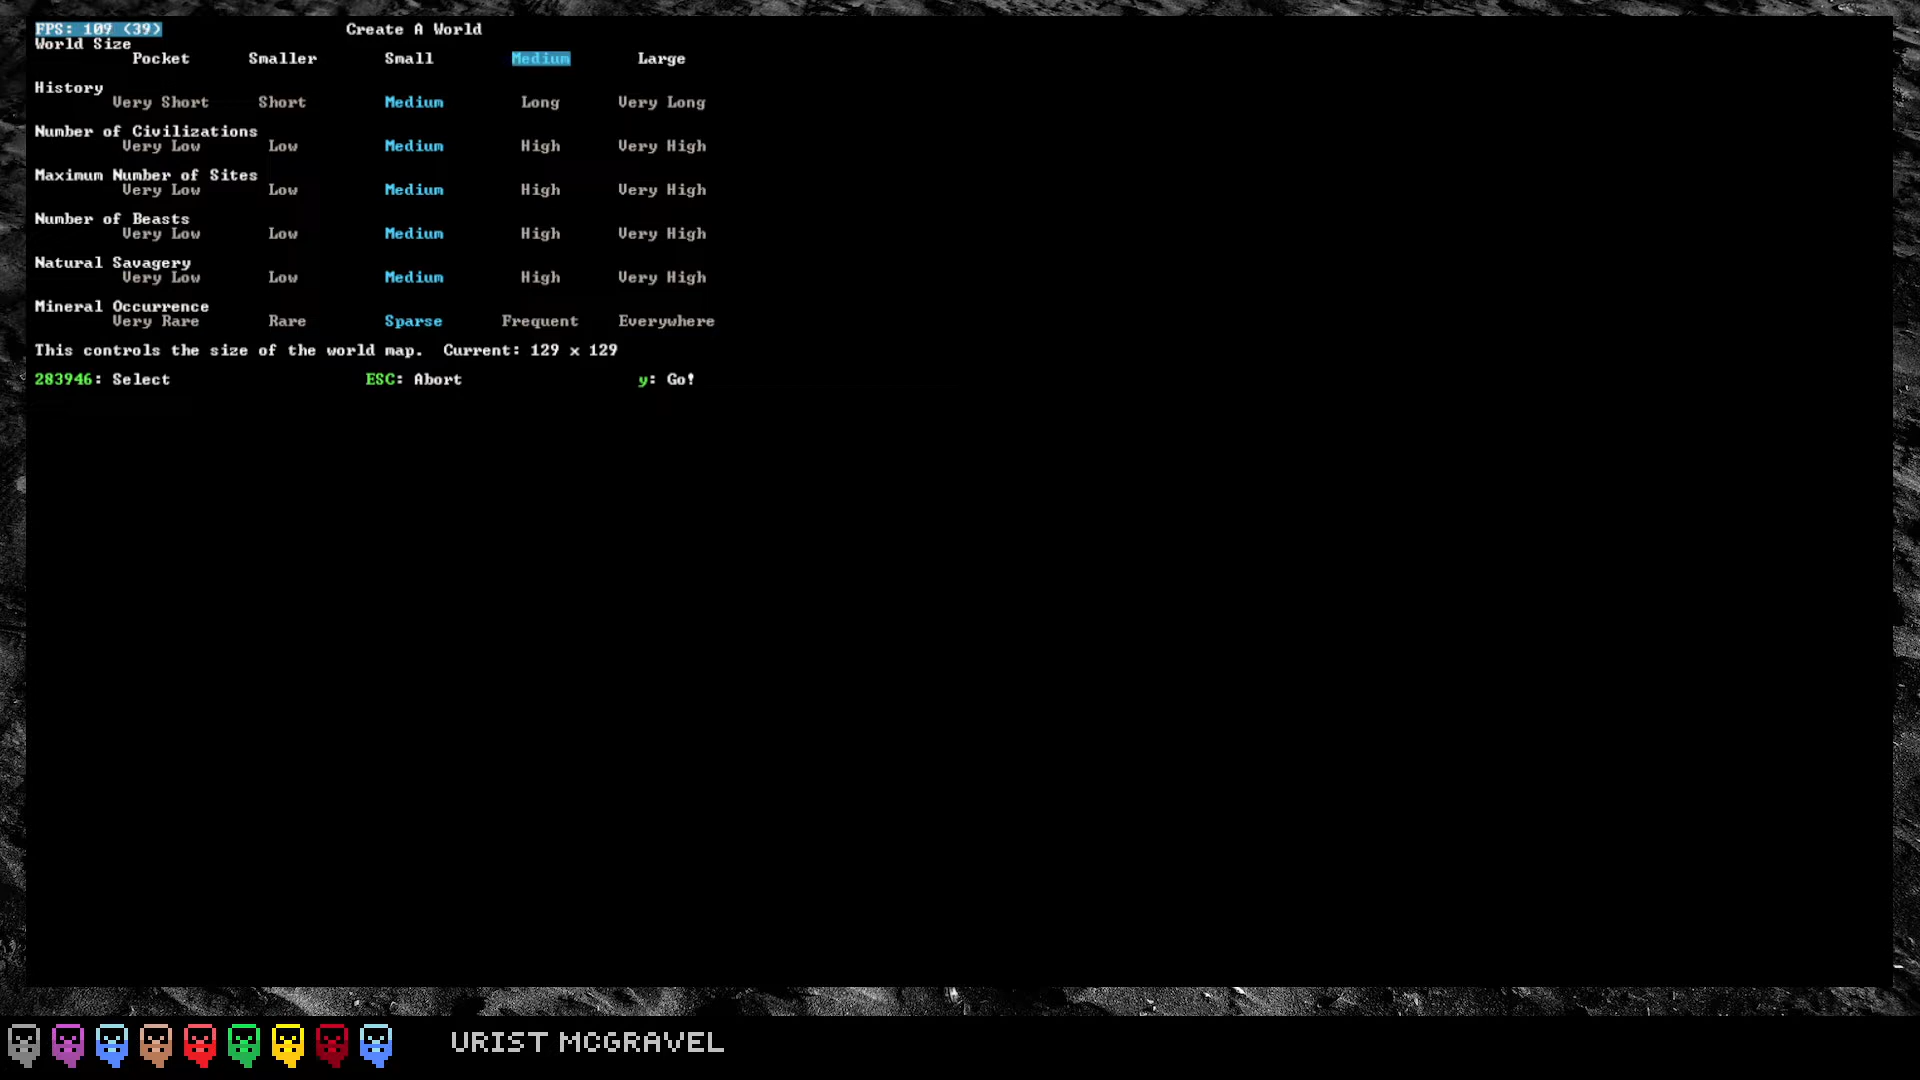 FPS: 109 (39) Create A World
World Size
Pocket Smaller Small Medium Large
History
Very Short Short Medium Long Very Long
Number of Civilizations
Very Low Low Medium High Very High
Maximum Number of Sites
Very Low Low Medium High Very High
Number of Beasts
Very Low Low Medium High Very High
Natural Savagery
Very Low Low Medium High Very High
Mineral Occurrence
Very Rare Rare Sparse Frequent Everywhere
This controls the size of the world map. Current: 129 x 129
283946: Select ESC: Abort y: Go!
URIST MCGRAVEL